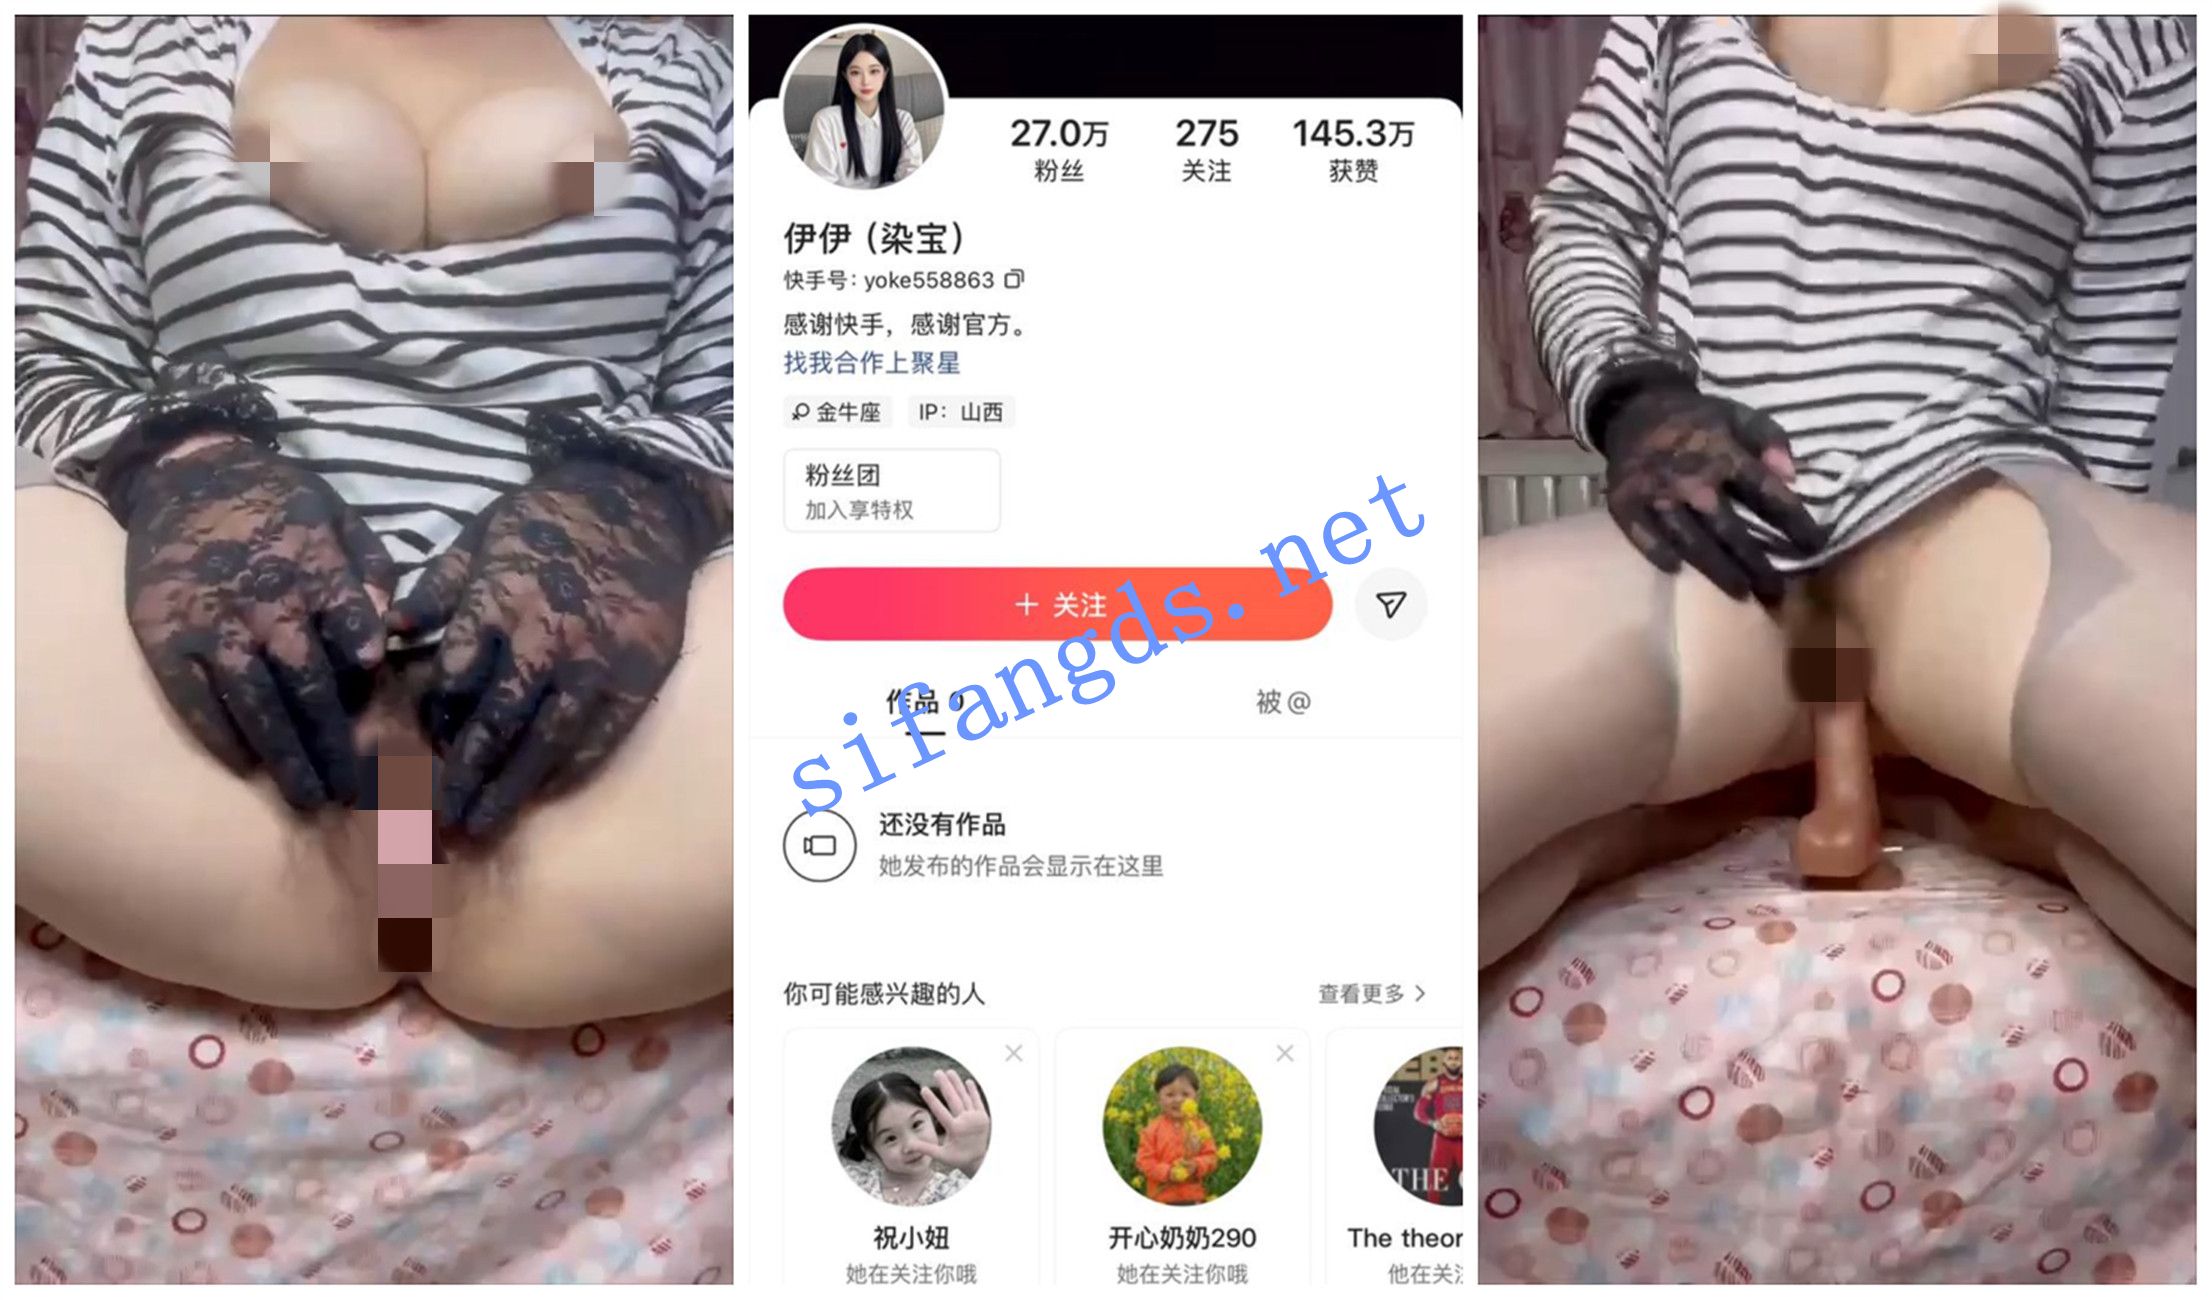 27.0万 275 145.3万
粉丝 关注 获赞
伊伊（染宝）
快手号: yoke558863
感谢快手，感谢官方。
找我合作上聚星
金牛座 IP: 山西
粉丝团
加入享特权
+ 关注
作品 0 被@
sifangds.net
还没有作品
她发布的作品会显示在这里
你可能感兴趣的人 查看更多 >
祝小妞 开心奶奶290 The theor
她在关注你哦 她在关注你哦 他在关注